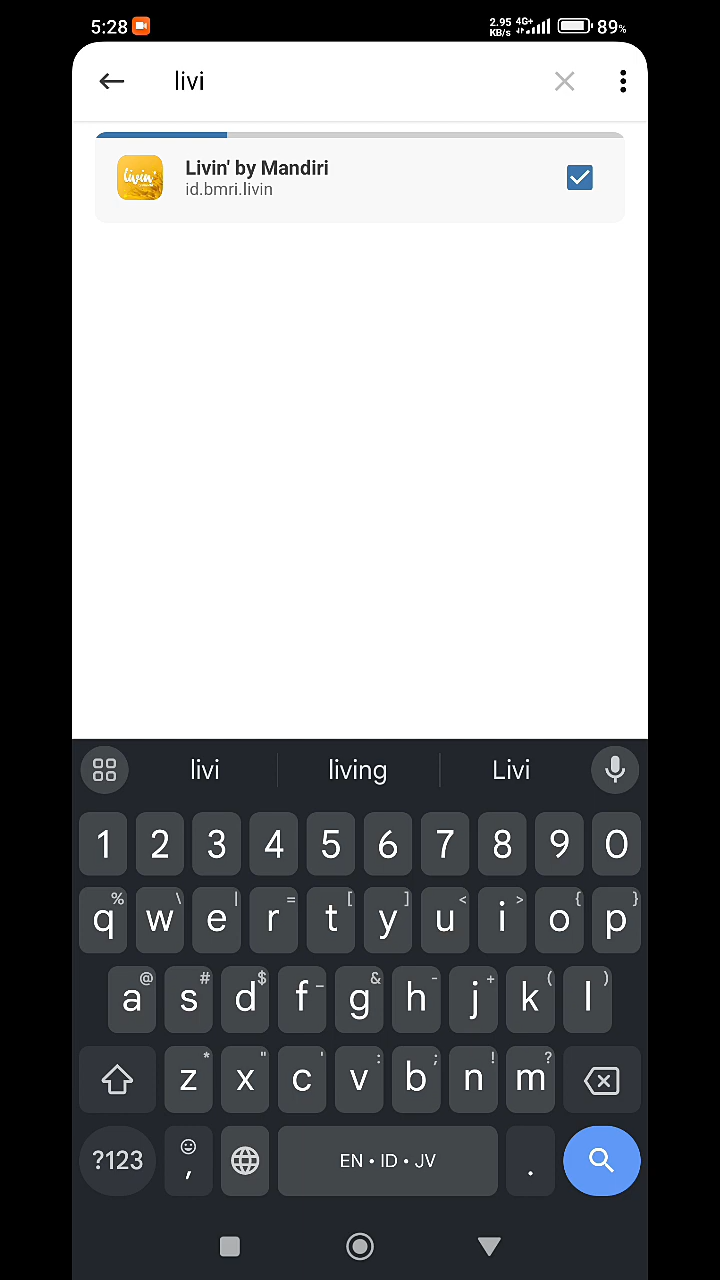 5:28
2.95 KB/s 4G+ 89%
livi
livin'
Livin' by Mandiri
id.bmri.livin
livi living Livi
1 2 3 4 5 6 7 8 9 0
% \ | = [ ] < > { }
q w e r t y u i o p
@ # $ _ & - + ( )
a s d f g h j k l
* " ' : ; ! ?
z x c v b n m
?123 , EN • ID • JV .